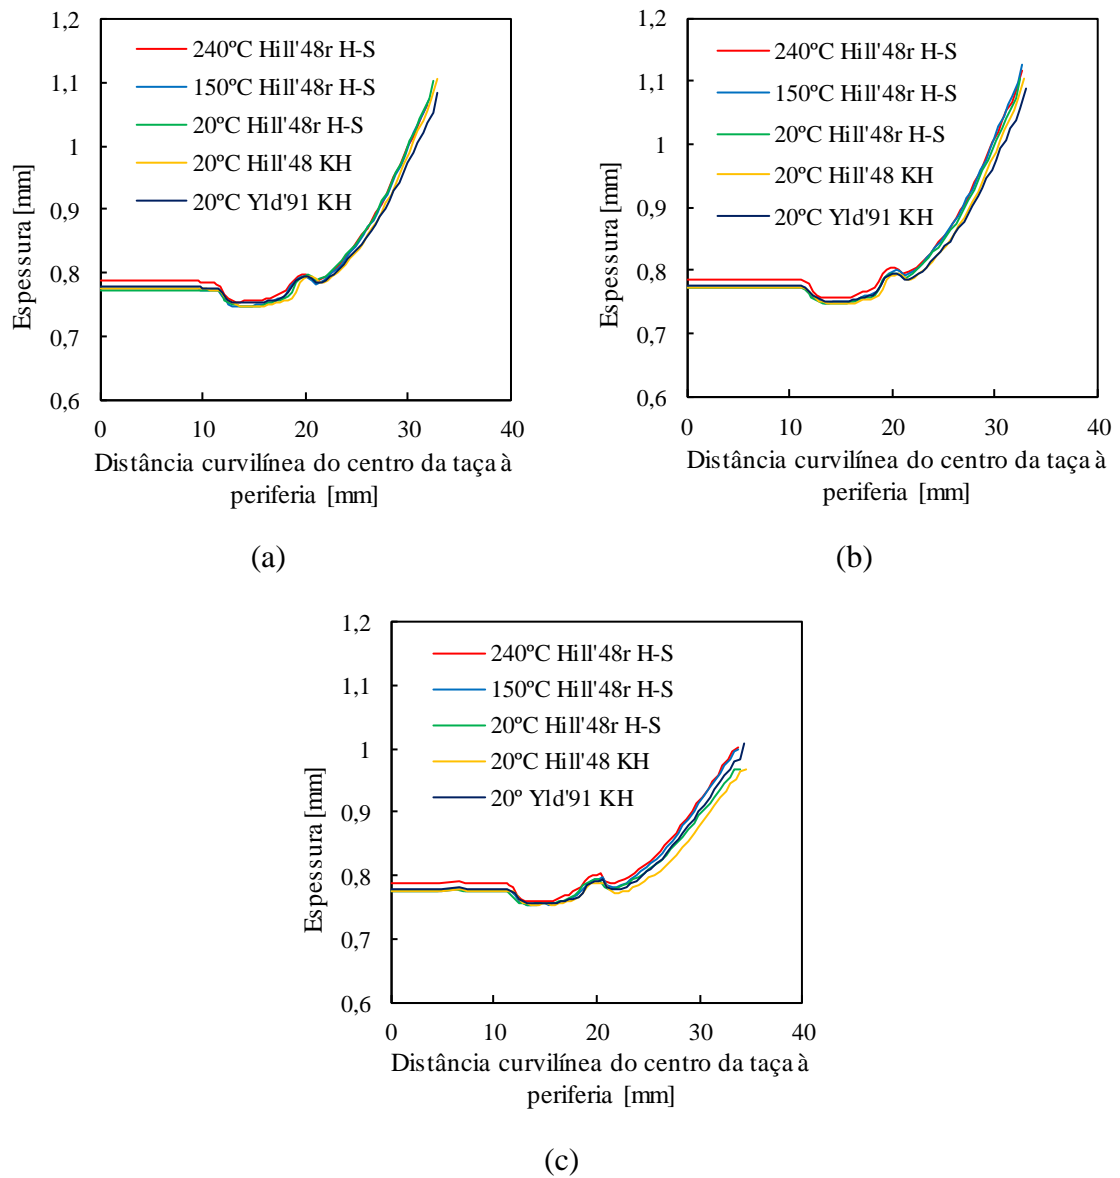 1,2
1,1
1
0,9
0,8
0,7
0,6
Espessura [mm]
240ºC Hill'48r H-S
150ºC Hill'48r H-S
20ºC Hill'48r H-S
20ºC Hill'48 KH
20ºC Yld'91 KH
0 10 20 30 40
Distância curvilínea do centro da taça à
periferia [mm]
(a)
1,2
1,1
1
0,9
0,8
0,7
0,6
Espessura [mm]
240ºC Hill'48r H-S
150ºC Hill'48r H-S
20ºC Hill'48r H-S
20ºC Hill'48 KH
20ºC Yld'91 KH
0 10 20 30 40
Distância curvilínea do centro da taça à
periferia [mm]
(b)
1,2
1,1
1
0,9
0,8
0,7
0,6
Espessura [mm]
240ºC Hill'48r H-S
150ºC Hill'48r H-S
20ºC Hill'48r H-S
20ºC Hill'48 KH
20º Yld'91 KH
0 10 20 30 40
Distância curvilínea do centro da taça à
periferia [mm]
(c)